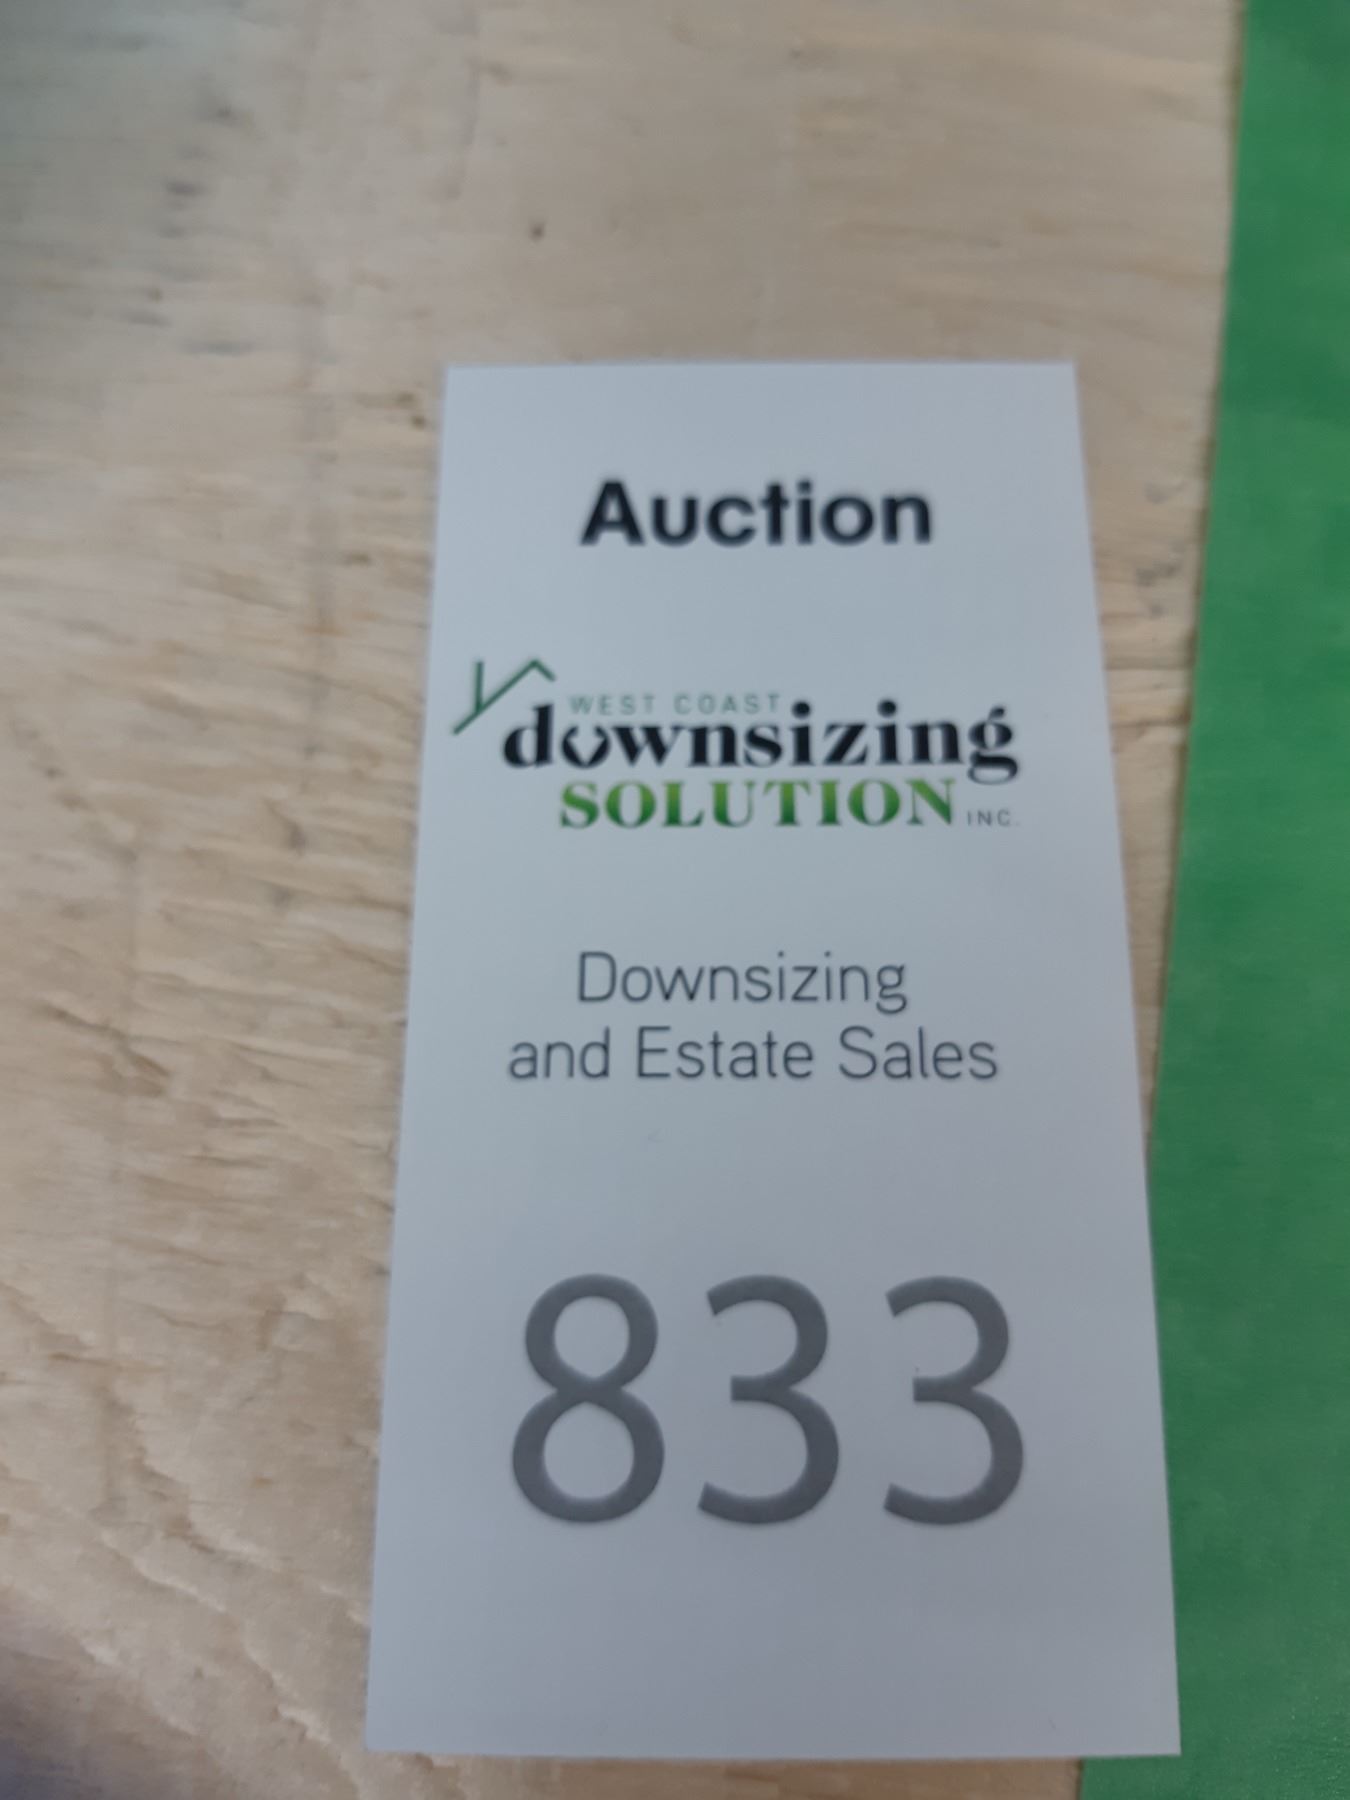 Auction
WEST COAST
downsizing
SOLUTION INC.
Downsizing
and Estate Sales
833